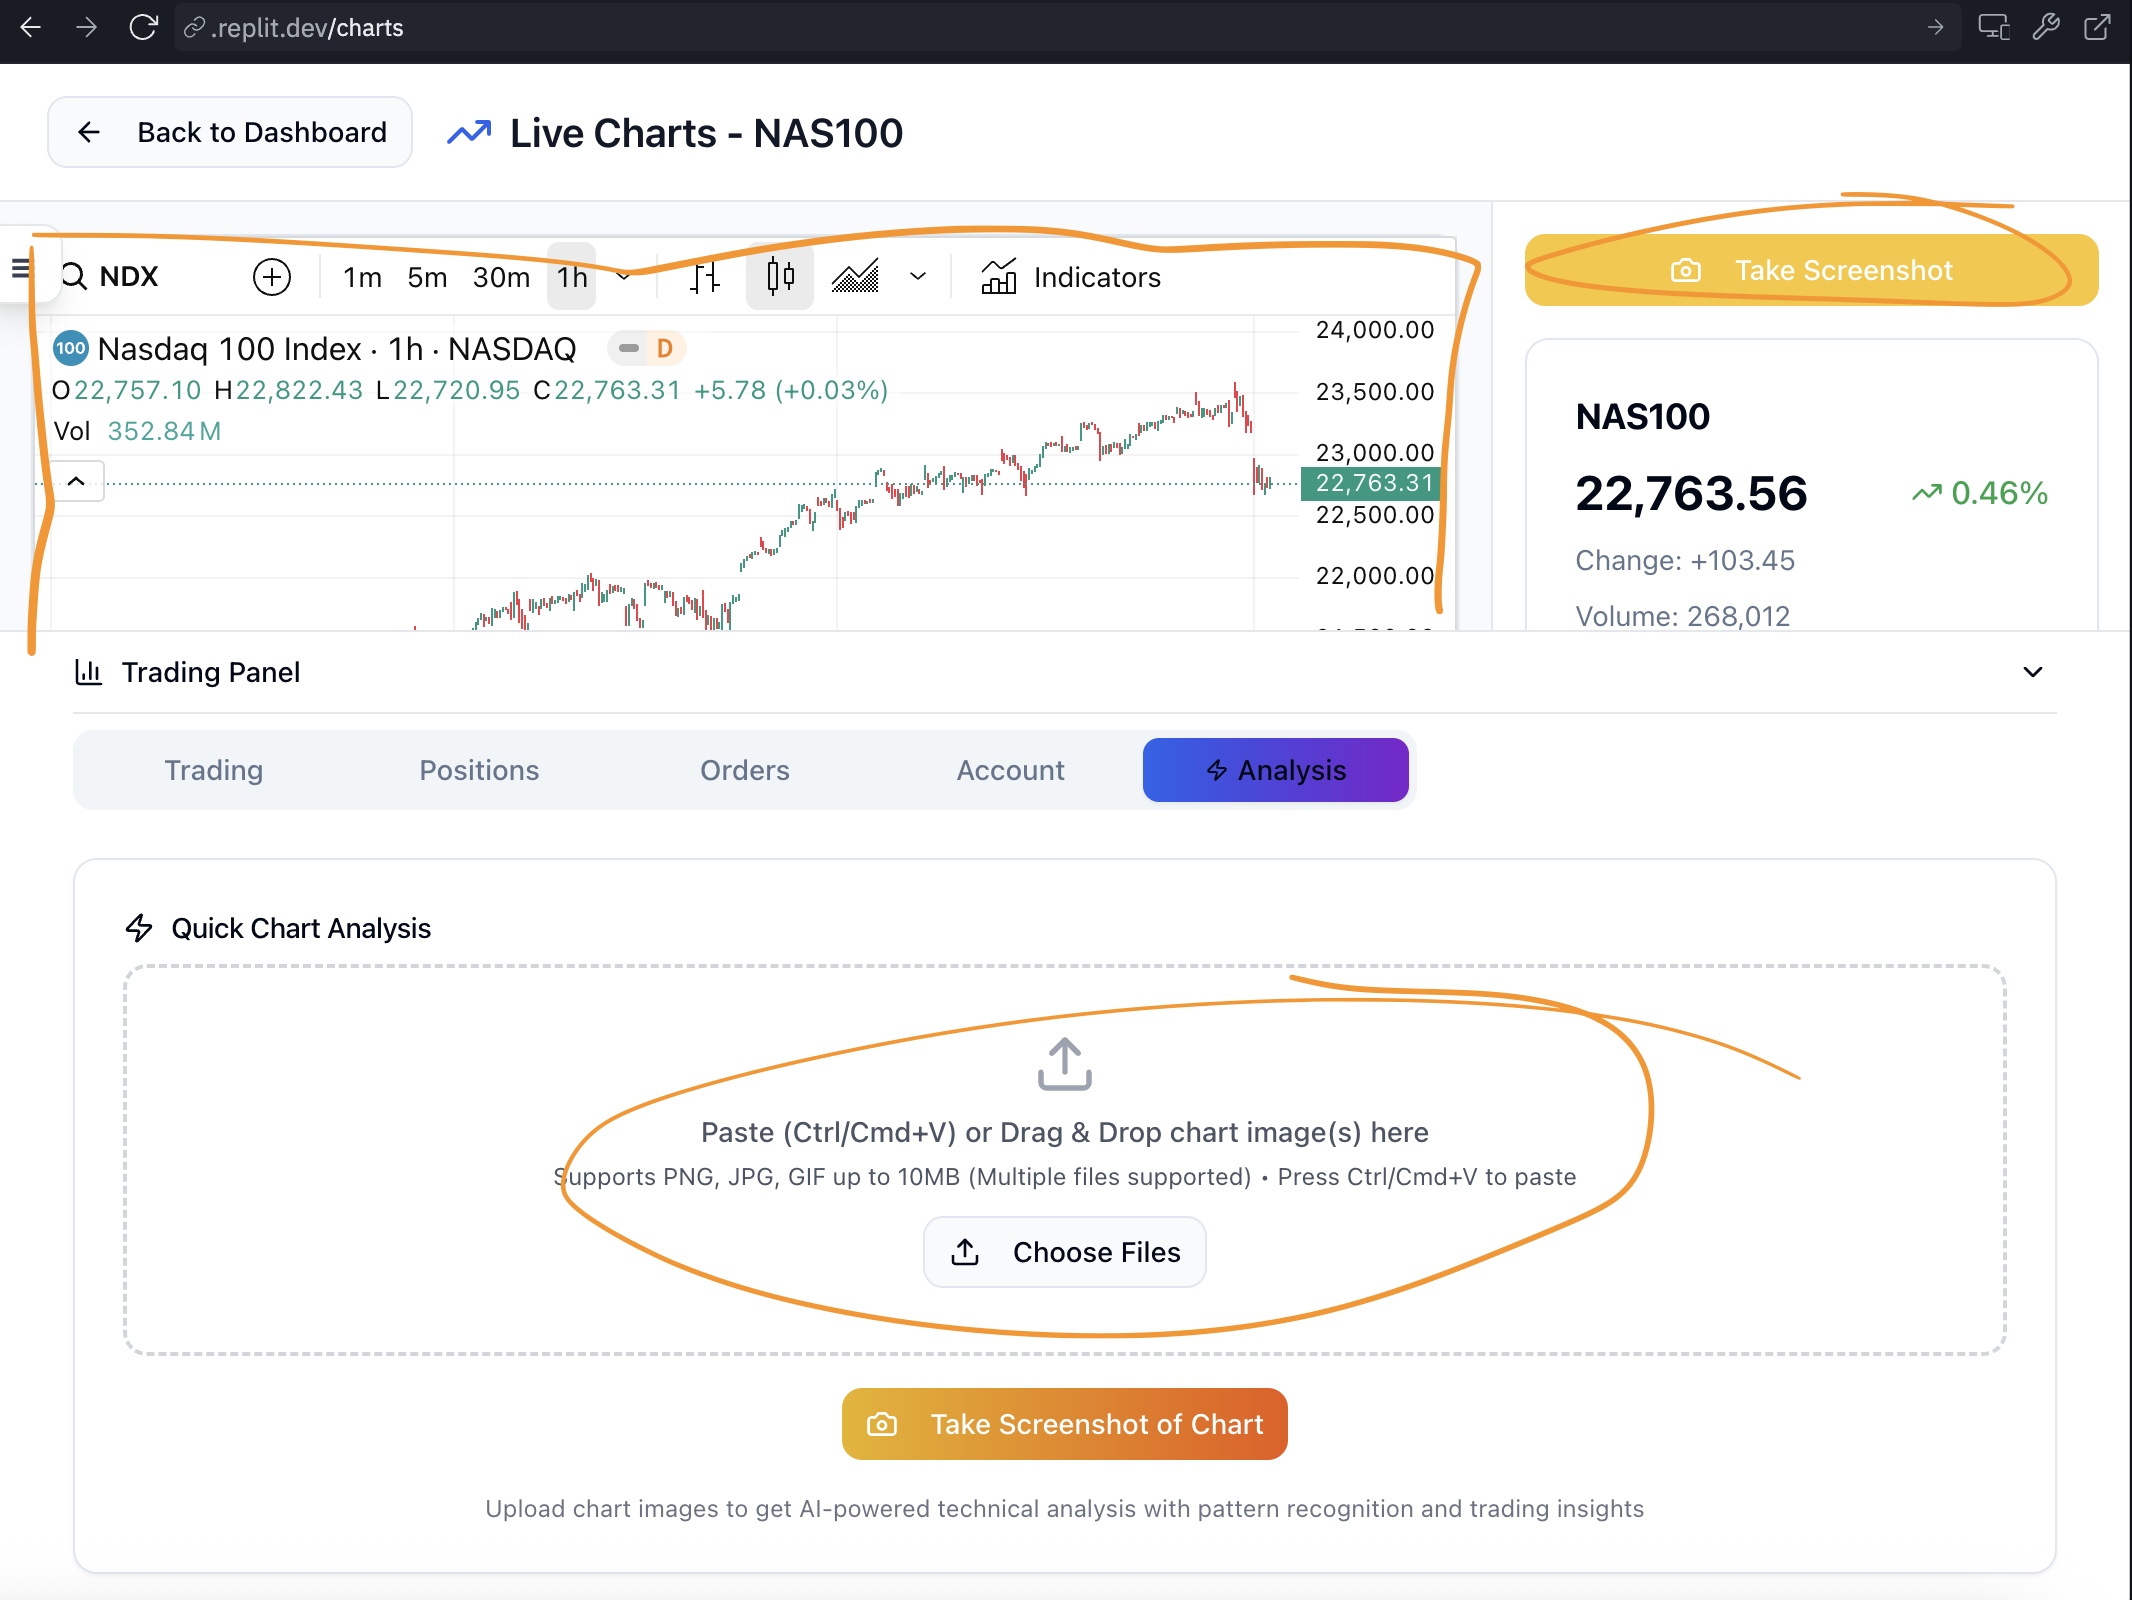 .replit.dev/charts
Back to Dashboard
Live Charts - NAS100
NDX
1m 5m 30m 1h
Indicators
Take Screenshot
100 Nasdaq 100 Index · 1h · NASDAQ
D
O22,757.10 H22,822.43 L22,720.95 C22,763.31 +5.78 (+0.03%)
Vol 352.84M
24,000.00
23,500.00
23,000.00
22,763.31
22,500.00
22,000.00
NAS100
22,763.56
0.46%
Change: +103.45
Volume: 268,012
Trading Panel
Trading
Positions
Orders
Account
Analysis
Quick Chart Analysis
Paste (Ctrl/Cmd+V) or Drag & Drop chart image(s) here
Supports PNG, JPG, GIF up to 10MB (Multiple files supported) • Press Ctrl/Cmd+V to paste
Choose Files
Take Screenshot of Chart
Upload chart images to get AI-powered technical analysis with pattern recognition and trading insights